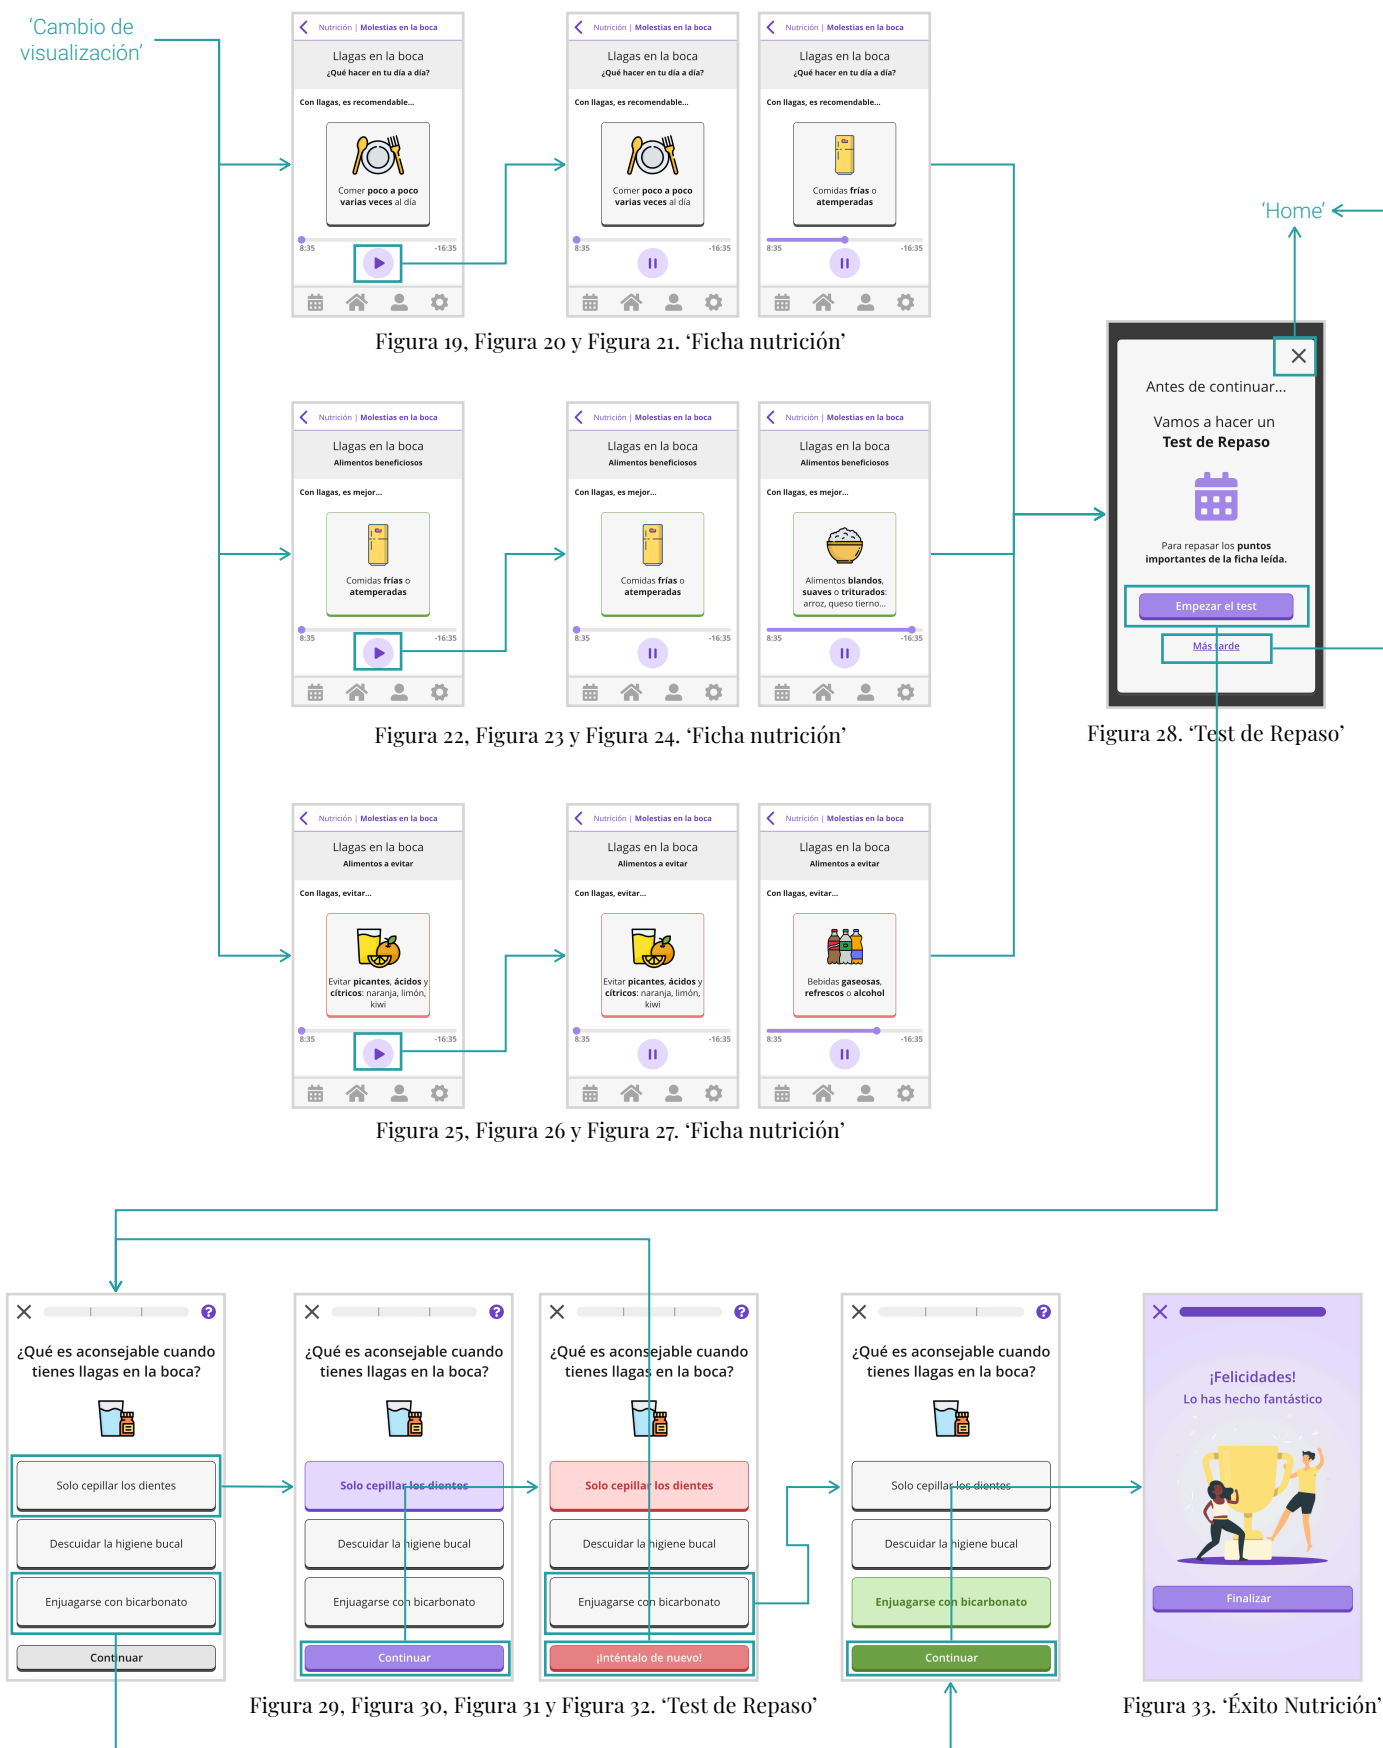 ‘Cambio de
visualización’
Nutrición | Molestias en la boca
Llagas en la boca
¿Qué hacer en tu día a día?
Con llagas, es recomendable...
Comer poco a poco
varias veces al día
8:35
-16:35
Nutrición | Molestias en la boca
Llagas en la boca
¿Qué hacer en tu día a día?
Con llagas, es recomendable...
Comer poco a poco
varias veces al día
8:35
-16:35
Nutrición | Molestias en la boca
Llagas en la boca
¿Qué hacer en tu día a día?
Con llagas, es recomendable...
Comidas frías o
atemperadas
8:35
-16:35
Figura 19, Figura 20 y Figura 21. ‘Ficha nutrición’
Nutrición | Molestias en la boca
Llagas en la boca
Alimentos beneficiosos
Con llagas, es mejor...
Comidas frías o
atemperadas
8:35
-16:35
Nutrición | Molestias en la boca
Llagas en la boca
Alimentos beneficiosos
Con llagas, es mejor...
Comidas frías o
atemperadas
8:35
-16:35
Nutrición | Molestias en la boca
Llagas en la boca
Alimentos beneficiosos
Con llagas, es mejor...
Alimentos blandos,
suaves o triturados:
arroz, queso tierno...
8:35
-16:35
Figura 22, Figura 23 y Figura 24. ‘Ficha nutrición’
Nutrición | Molestias en la boca
Llagas en la boca
Alimentos a evitar
Con llagas, evitar...
Evitar picantes, ácidos y
cítricos: naranja, limón,
kiwi
8:35
-16:35
Nutrición | Molestias en la boca
Llagas en la boca
Alimentos a evitar
Con llagas, evitar...
Evitar picantes, ácidos y
cítricos: naranja, limón,
kiwi
8:35
-16:35
Nutrición | Molestias en la boca
Llagas en la boca
Alimentos a evitar
Con llagas, evitar...
Bebidas gaseosas,
refrescos o alcohol
8:35
-16:35
Figura 25, Figura 26 y Figura 27. ‘Ficha nutrición’
‘Home’
Antes de continuar...
Vamos a hacer un
Test de Repaso
Para repasar los puntos
importantes de la ficha leída.
Empezar el test
Más tarde
Figura 28. ‘Test de Repaso’
?
¿Qué es aconsejable cuando
tienes llagas en la boca?
Solo cepillar los dientes
Descuidar la higiene bucal
Enjuagarse con bicarbonato
Continuar
?
¿Qué es aconsejable cuando
tienes llagas en la boca?
Solo cepillar los dientes
Descuidar la higiene bucal
Enjuagarse con bicarbonato
Continuar
?
¿Qué es aconsejable cuando
tienes llagas en la boca?
Solo cepillar los dientes
Descuidar la higiene bucal
Enjuagarse con bicarbonato
¡Inténtalo de nuevo!
?
¿Qué es aconsejable cuando
tienes llagas en la boca?
Solo cepillar los dientes
Descuidar la higiene bucal
Enjuagarse con bicarbonato
Continuar
Figura 29, Figura 30, Figura 31 y Figura 32. ‘Test de Repaso’
¡Felicidades!
Lo has hecho fantástico
Finalizar
Figura 33. ‘Éxito Nutrición’